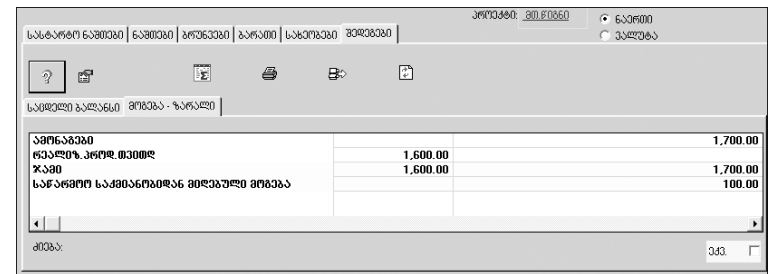 პროექტი: მთ.წიგნი
ნაერთი
ვალუტა
სასტარტო ნაშთები ნაშთები ბრუნვები ბარათი სახეობები შედეგები
საცდელი ბალანსი მოგება - ზარალი
ამონაგები 1,700.00
რეალიზ.პროდ.თვითღ 1,600.00
ჯამი 1,600.00 1,700.00
საწარმოო საქმიანობიდან მიღებული მოგება 100.00
ძიება:
ექვ.